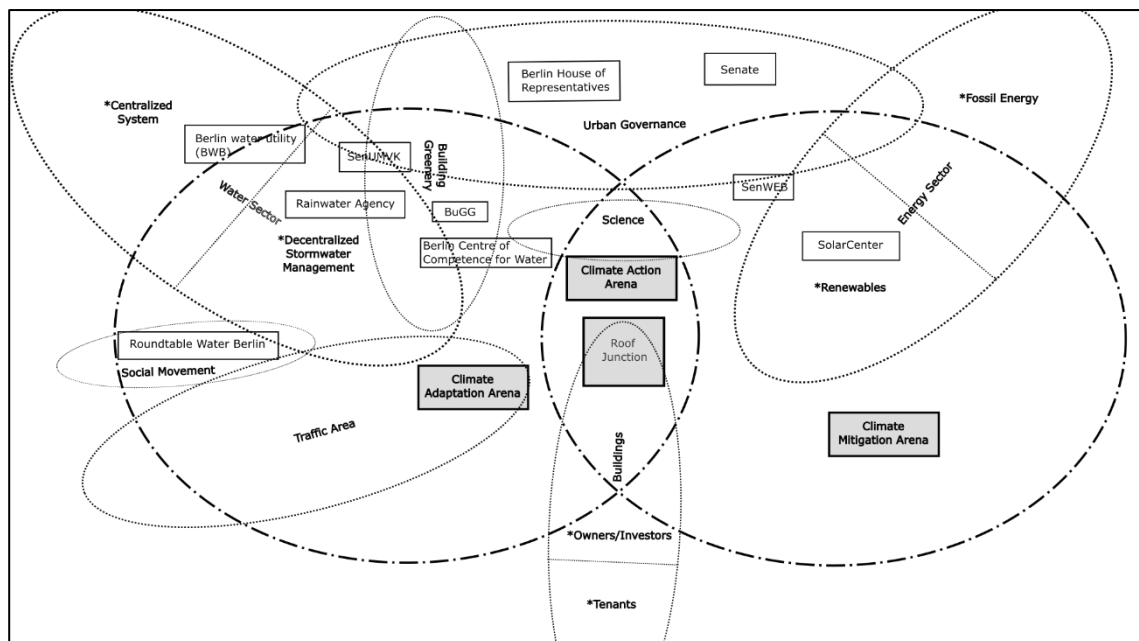 Berlin House of
Representatives
Senate
*Centralized
System
*Fossil Energy
Urban Governance
Berlin water utility
(BWB)
SenUMVK
Building
Greenery
Water Sector
Rainwater Agency
BuGG
SenWEB
Energy Sector
Science
*Decentralized
Stormwater
Management
Berlin Centre of
Competence for Water
SolarCenter
Climate Action
Arena
*Renewables
Roundtable Water Berlin
Social Movement
Roof
Junction
Climate
Adaptation Arena
Traffic Area
Climate
Mitigation Arena
Buildings
*Owners/Investors
*Tenants